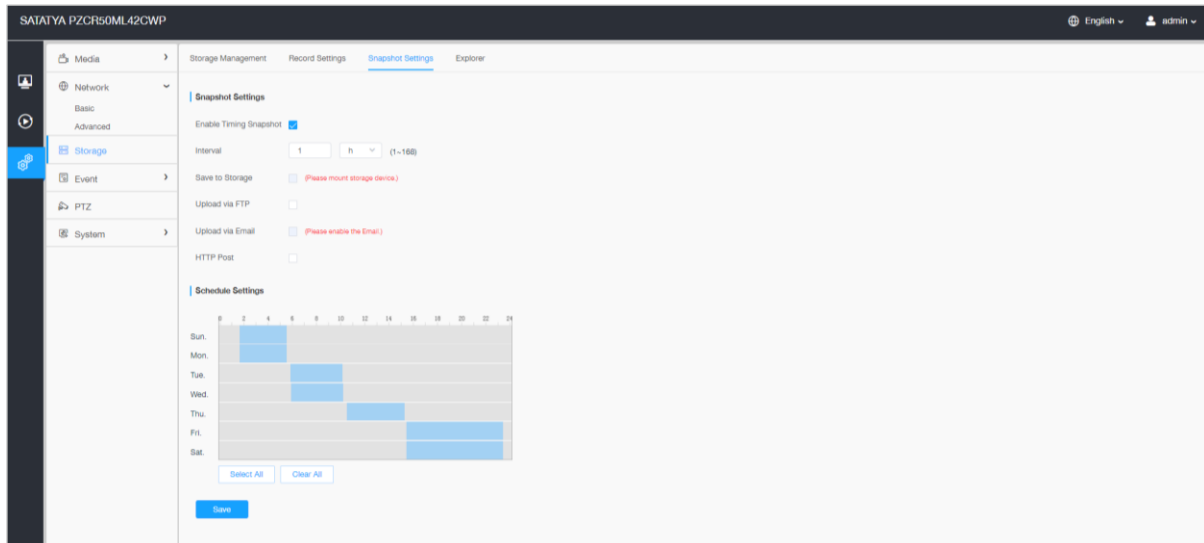 SATATYA PZCR50ML42CWP
English
admin
Media
Network
Basic
Advanced
Storage
Event
PTZ
System
Storage Management Record Settings Snapshot Settings Explorer
Snapshot Settings
Enable Timing Snapshot
Interval 1 h (1~168)
Save to Storage (Please mount storage device.)
Upload via FTP
Upload via Email (Please enable the Email.)
HTTP Post
Schedule Settings
0 2 4 6 8 10 12 14 16 18 20 22 24
Sun.
Mon.
Tue.
Wed.
Thu.
Fri.
Sat.
Select All Clear All
Save